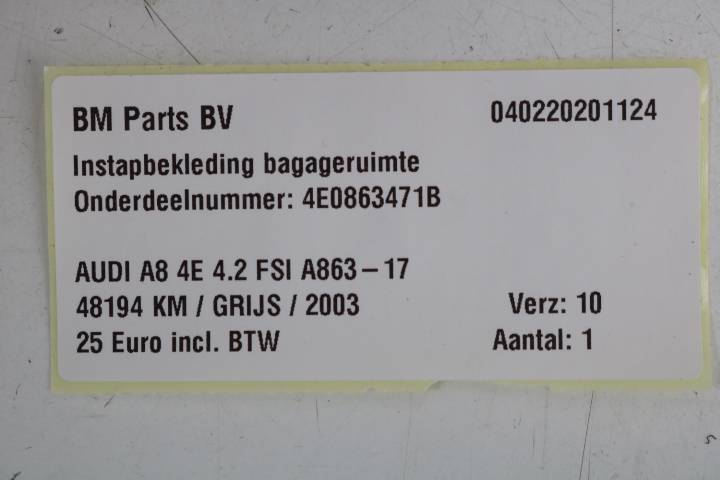 BM Parts BV 040220201124
Instapbekleding bagageruimte
Onderdeelnummer: 4E0863471B
AUDI A8 4E 4.2 FSI A863-17
48194 KM / GRIJS / 2003 Verz: 10
25 Euro incl. BTW Aantal: 1